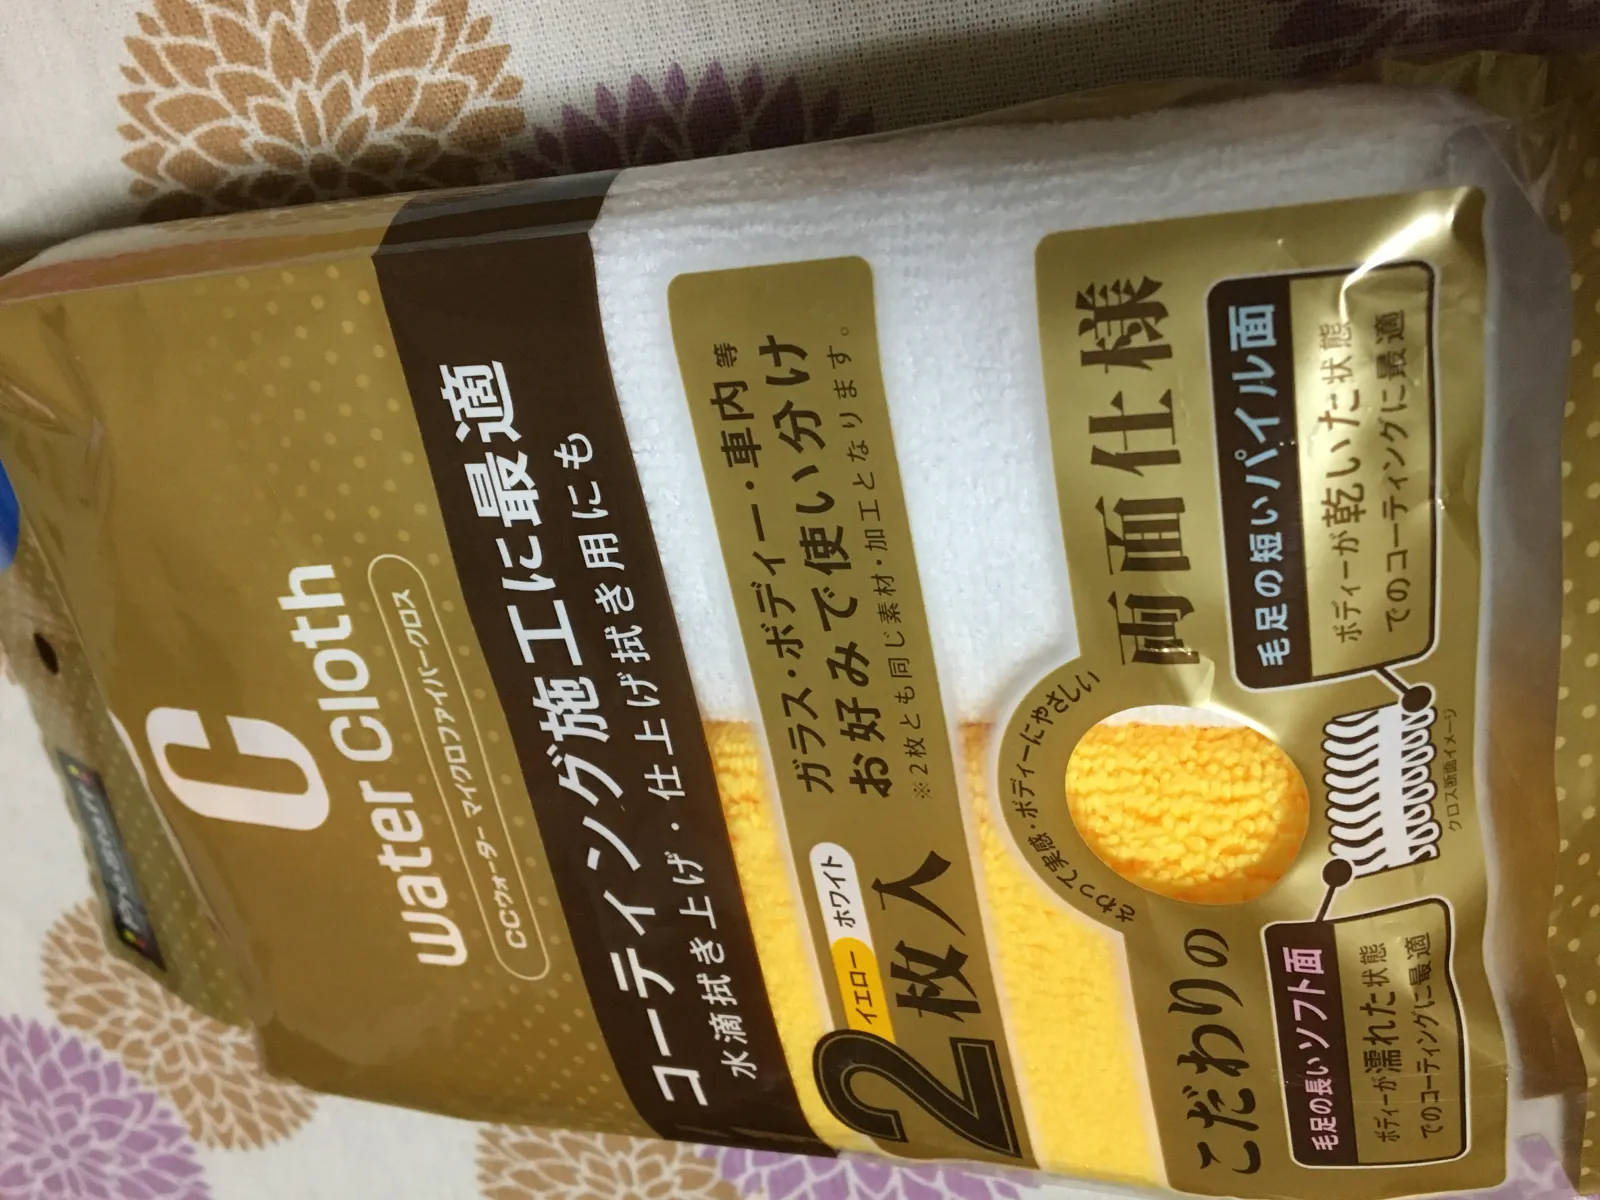 Pro-staff
C
water cloth
CCウォーター マイクロファイバークロス
コーティング施工に最適
水滴拭き上げ・仕上げ拭き用にも
イエロー ホワイト
2枚入
ガラス・ボディー・車内等
お好みで使い分け
※2枚とも同じ素材・加工となります。
さわって実感・ボディーにやさしい
こだわりの両面仕様
毛足の長いソフト面
ボディーが濡れた状態
でのコーティングに最適
毛足の短いパイル面
ボディーが乾いた状態
でのコーティングに最適
クロス断面イメージ